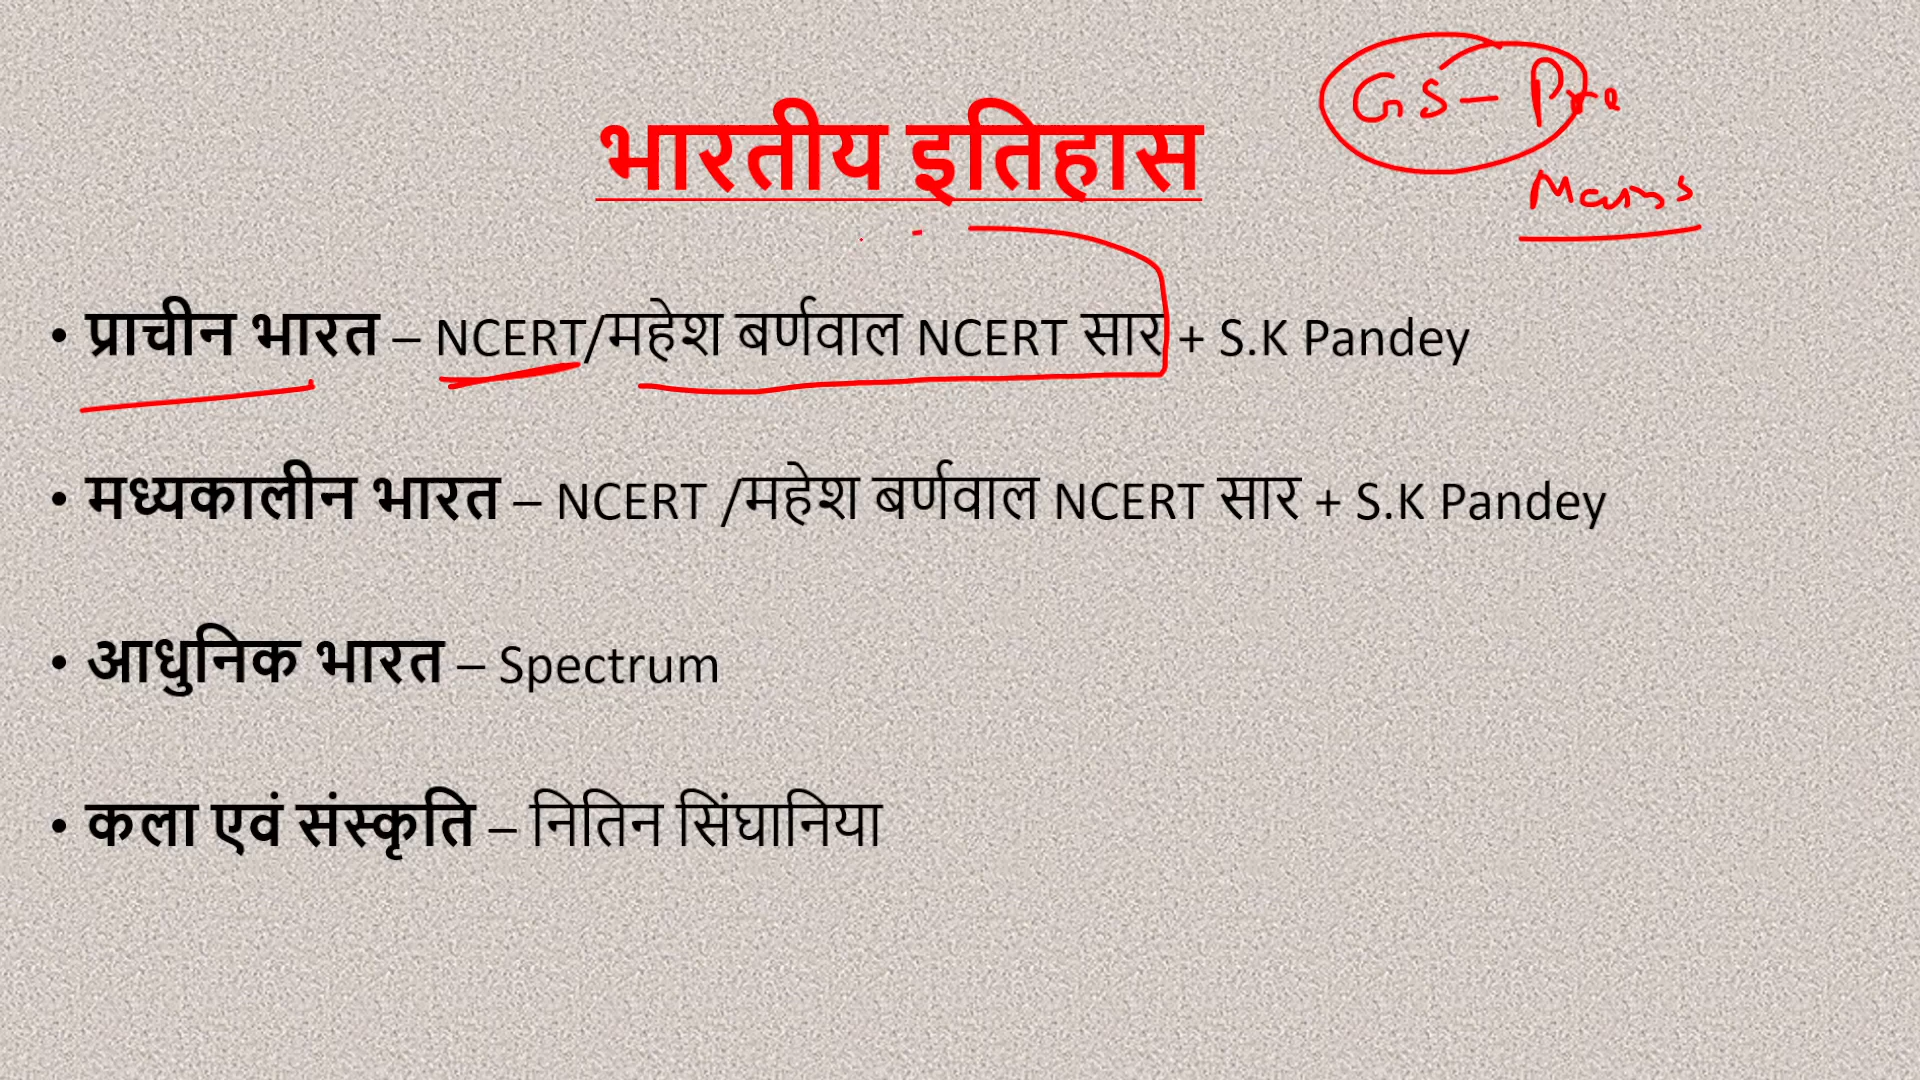 GS - Pre
भारतीय इतिहास
Mains
• प्राचीन भारत – NCERT/महेश बर्णवाल NCERT सार + S.K Pandey
• मध्यकालीन भारत – NCERT /महेश बर्णवाल NCERT सार + S.K Pandey
• आधुनिक भारत – Spectrum
• कला एवं संस्कृति – नितिन सिंघानिया